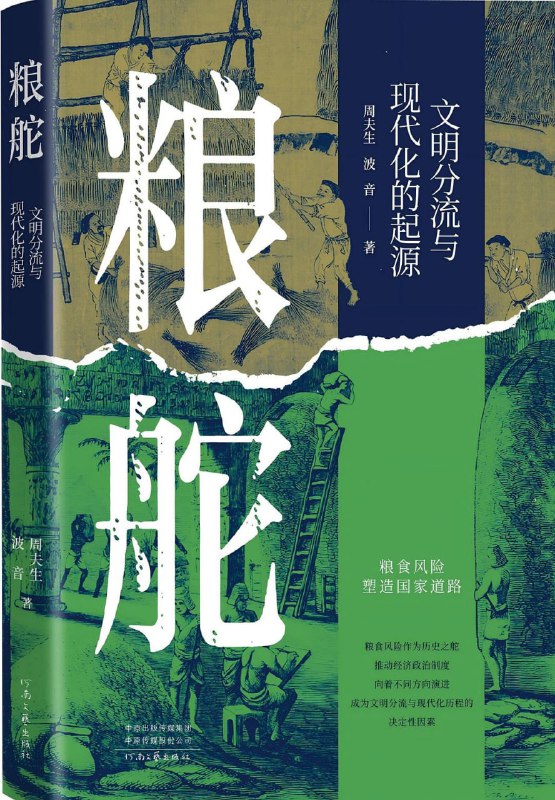 粮舵
文明分流与
现代化的起源
周夫生
波音
著
粮舵
文明分流与
现代化的起源
周夫生 波音——著
粮食风险
塑造国家道路
粮食风险作为历史之舵
推动经济政治制度
向着不同方向演进
成为文明分流与现代化历程的
决定性因素
中原出版传媒集团
中原传媒股份公司
河南文艺出版社
河南文艺出版社